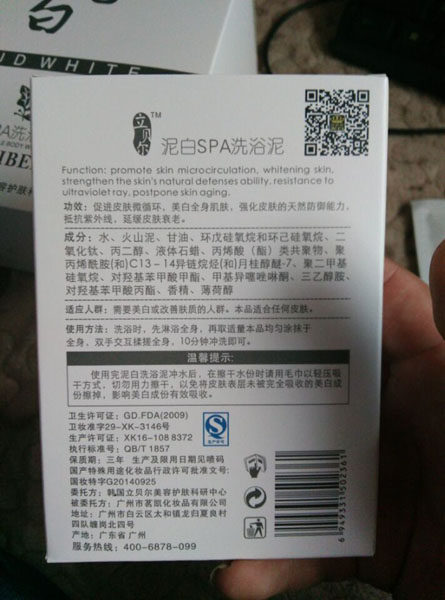 白
ND WHITE
立贝尔 TM
泥白SPA洗浴泥
Function: promote skin microcirculation, whitening skin,
strengthen the skin's natural defenses ability, resistance to
ultraviolet ray, postpone skin aging.
功效: 促进皮肤微循环，美白全身肌肤，强化皮肤的天然防御能力，
抵抗紫外线，延缓皮肤衰老。
成分: 水、火山泥、甘油、环戊硅氧烷和环己硅氧烷、二
氧化钛、丙二醇、液体石蜡、丙烯酸（酯）类共聚物、聚
丙烯酰胺(和)C13-14异链烷烃(和)月桂醇醚-7、聚二甲基
硅氧烷、对羟基苯甲酸甲酯、甲基异噻唑啉酮、三乙醇胺、
对羟基苯甲酸丙酯、香精、薄荷醇
适应人群: 需要美白或改善肤质的人群。本品适合任何皮肤。
使用方法: 洗浴时，先淋浴全身，再取适量本品均匀涂抹于
全身，双手交互揉搓全身，10分钟冲洗即可。
温馨提示:
使用完泥白洗浴泥冲水后，在擦干水份时请用毛巾以轻压吸
干方式，切勿用力擦干，以免将皮肤表层未被完全吸收的美白成
份擦掉，影响美白成份有效吸收。
卫生许可证: GD.FDA(2009)
卫妆准字29-XK-3146号
生产许可证: XK16-108 8372
执行标准号: QB/T 1857
保质期: 三年 生产及限用日期见喷码
国产特殊用途化妆品行政许可批准文号:
国妆特字G20140925
委托方: 韩国立贝尔美容护肤科研中心
被委托方: 广州市茗肌化妆品有限公司
地址: 广州市白云区太和镇龙归夏良村
四队塘岗北四号
产地: 广东省 广州
服务热线: 400-6878-099
6 949331 502361